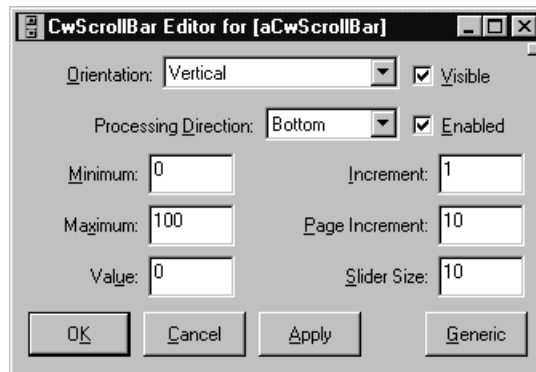 CwScrollBar Editor for [aCwScrollBar]
Orientation: Vertical Visible
Processing Direction: Bottom Enabled
Minimum: 0 Increment: 1
Maximum: 100 Page Increment: 10
Value: 0 Slider Size: 10
OK Cancel Apply Generic